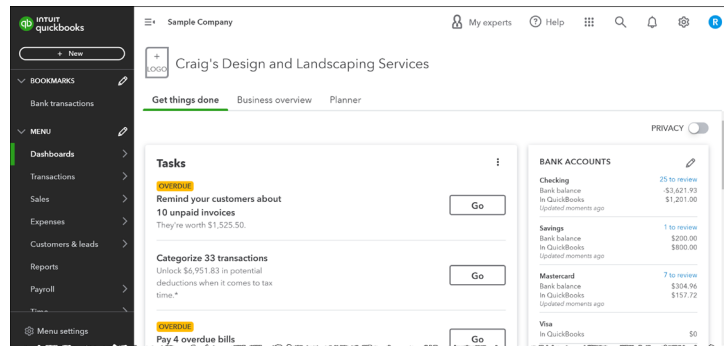 INTUIT
quickbooks
Sample Company
My experts
Help
R
+ New
BOOKMARKS
Bank transactions
MENU
Dashboards
Transactions
Sales
Expenses
Customers & leads
Reports
Payroll
Time
Menu settings
+
LOGO
Craig's Design and Landscaping Services
Get things done
Business overview
Planner
PRIVACY
Tasks
OVERDUE
Remind your customers about
10 unpaid invoices
They're worth $1,525.50.
Go
Categorize 33 transactions
Unlock $6,951.83 in potential
deductions when it comes to tax
time.*
Go
OVERDUE
Pay 4 overdue bills
Go
BANK ACCOUNTS
Checking 25 to review
Bank balance -$3,621.93
In QuickBooks $1,201.00
Updated moments ago
Savings 1 to review
Bank balance $200.00
In QuickBooks $800.00
Updated moments ago
Mastercard 7 to review
Bank balance $304.96
In QuickBooks $157.72
Updated moments ago
Visa
In QuickBooks $0